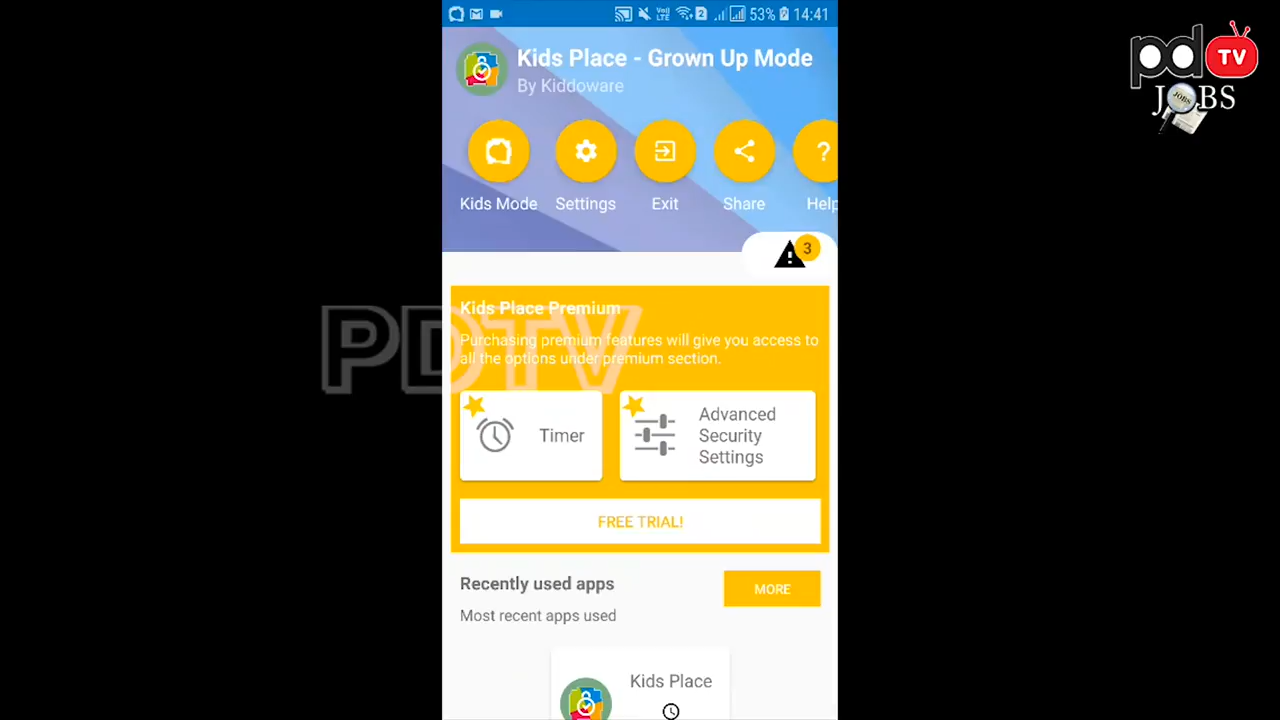 53% 14:41
Kids Place - Grown Up Mode
By Kiddoware
Kids Mode Settings Exit Share Help
3
Kids Place Premium
Purchasing premium features will give you access to
all the options under premium section.
Timer
Advanced
Security
Settings
FREE TRIAL!
Recently used apps
MORE
Most recent apps used
Kids Place
PDTV
pd TV
JOBS
JOBS